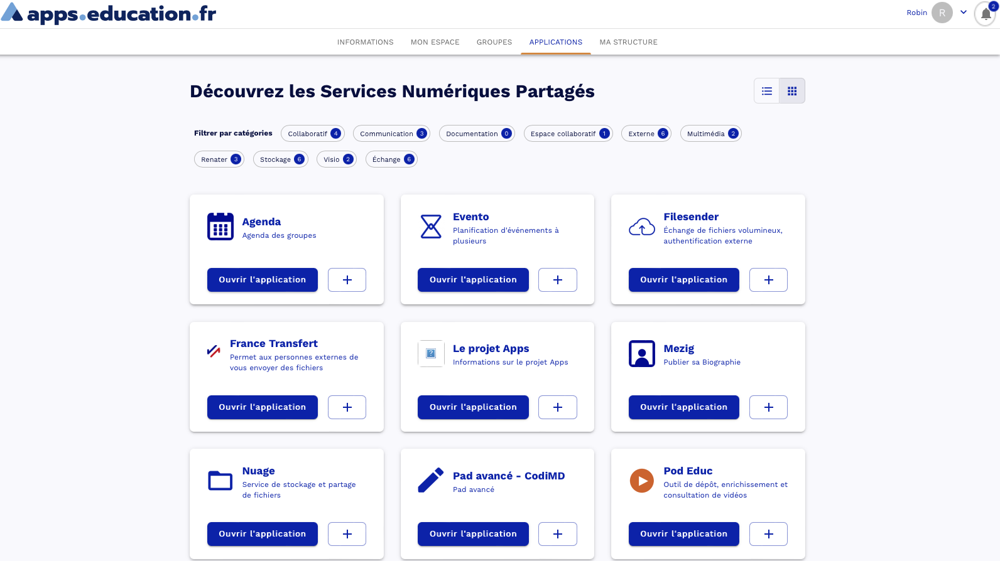 apps.education.fr
Robin R 2
INFORMATIONS MON ESPACE GROUPES APPLICATIONS MA STRUCTURE
Découvrez les Services Numériques Partagés
Filtrer par catégories Collaboratif 4 Communication 3 Documentation 0 Espace collaboratif 1 Externe 6 Multimédia 2
Renater 3 Stockage 6 Visio 2 Échange 6
Agenda
Agenda des groupes
Ouvrir l'application +
Evento
Planification d'événements à
plusieurs
Ouvrir l'application +
Filesender
Échange de fichiers volumineux,
authentification externe
Ouvrir l'application +
France Transfert
Permet aux personnes externes de
vous envoyer des fichiers
Ouvrir l'application +
?
Le projet Apps
Informations sur le projet Apps
Ouvrir l'application +
Mezig
Publier sa Biographie
Ouvrir l'application +
Nuage
Service de stockage et partage
de fichiers
Ouvrir l'application +
Pad avancé - CodiMD
Pad avancé
Ouvrir l'application +
Pod Educ
Outil de dépôt, enrichissement et
consultation de vidéos
Ouvrir l'application +